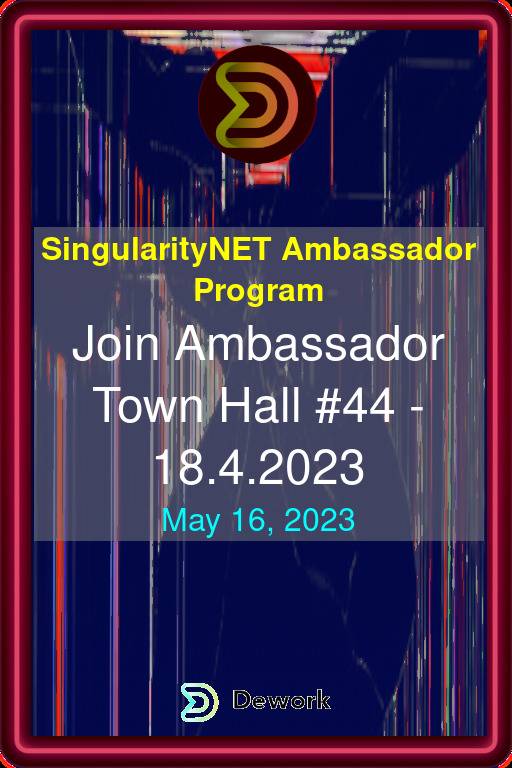 SingularityNET Ambassador
Program
Join Ambassador
Town Hall #44 -
18.4.2023
May 16, 2023
Dework